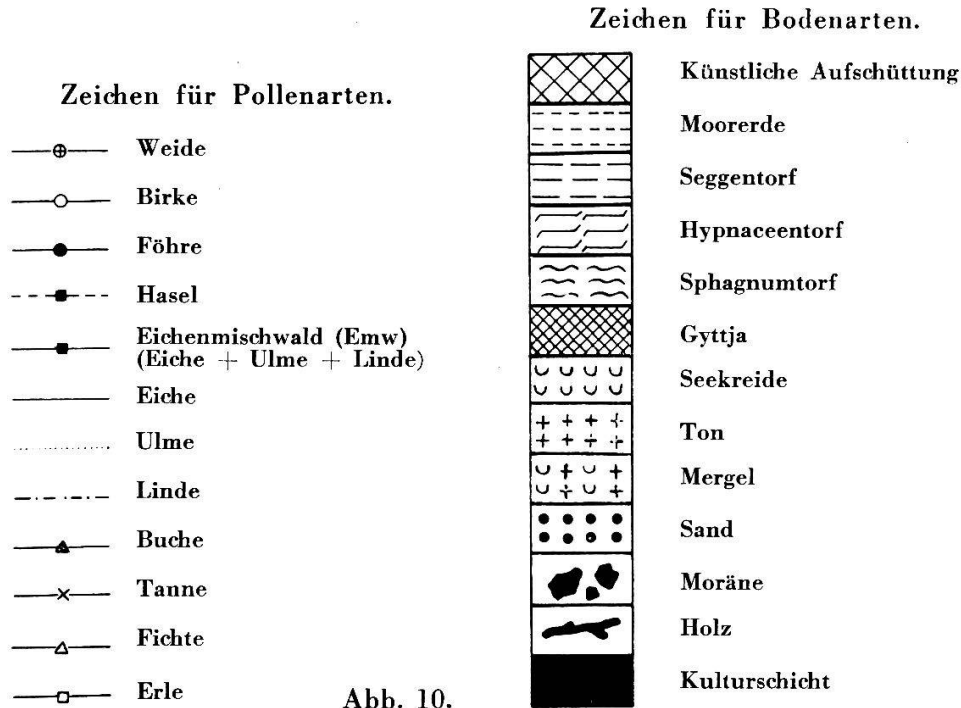 Zeichen für Pollenarten.
Weide
Birke
Föhre
Hasel
Eichenmischwald (Emw)
(Eiche + Ulme + Linde)
Eiche
Ulme
Linde
Buche
Tanne
Fichte
Erle
Abb. 10.
Zeichen für Bodenarten.
Künstliche Aufschüttung
Moorerde
Seggentorf
Hypnaceentorf
Sphagnumtorf
Gyttja
Seekreide
Ton
Mergel
Sand
Moräne
Holz
Kulturschicht